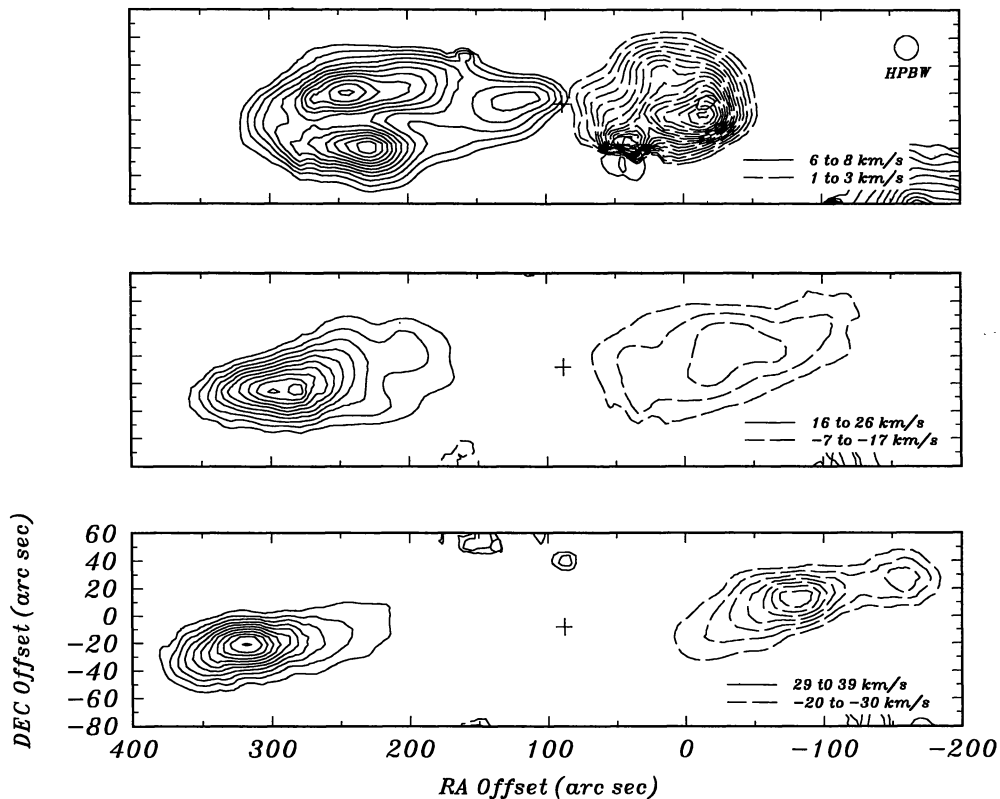 HPBW
6 to 8 km/s
1 to 3 km/s
16 to 26 km/s
-7 to -17 km/s
60
40
20
0
-20
-40
-60
-80
DEC Offset (arc sec)
29 to 39 km/s
-20 to -30 km/s
400 300 200 100 0 -100 -200
RA Offset (arc sec)